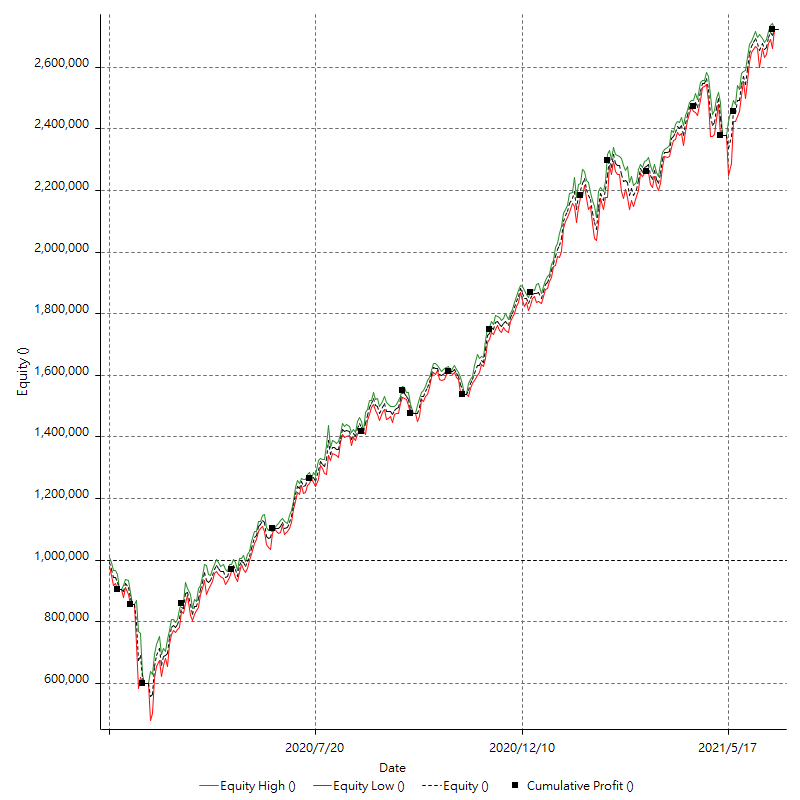 2,600,000
2,400,000
2,200,000
2,000,000
1,800,000
1,600,000
1,400,000
1,200,000
1,000,000
800,000
600,000
Equity ()
2020/7/20 2020/12/10 2021/5/17
Date
Equity High () Equity Low () Equity () Cumulative Profit ()